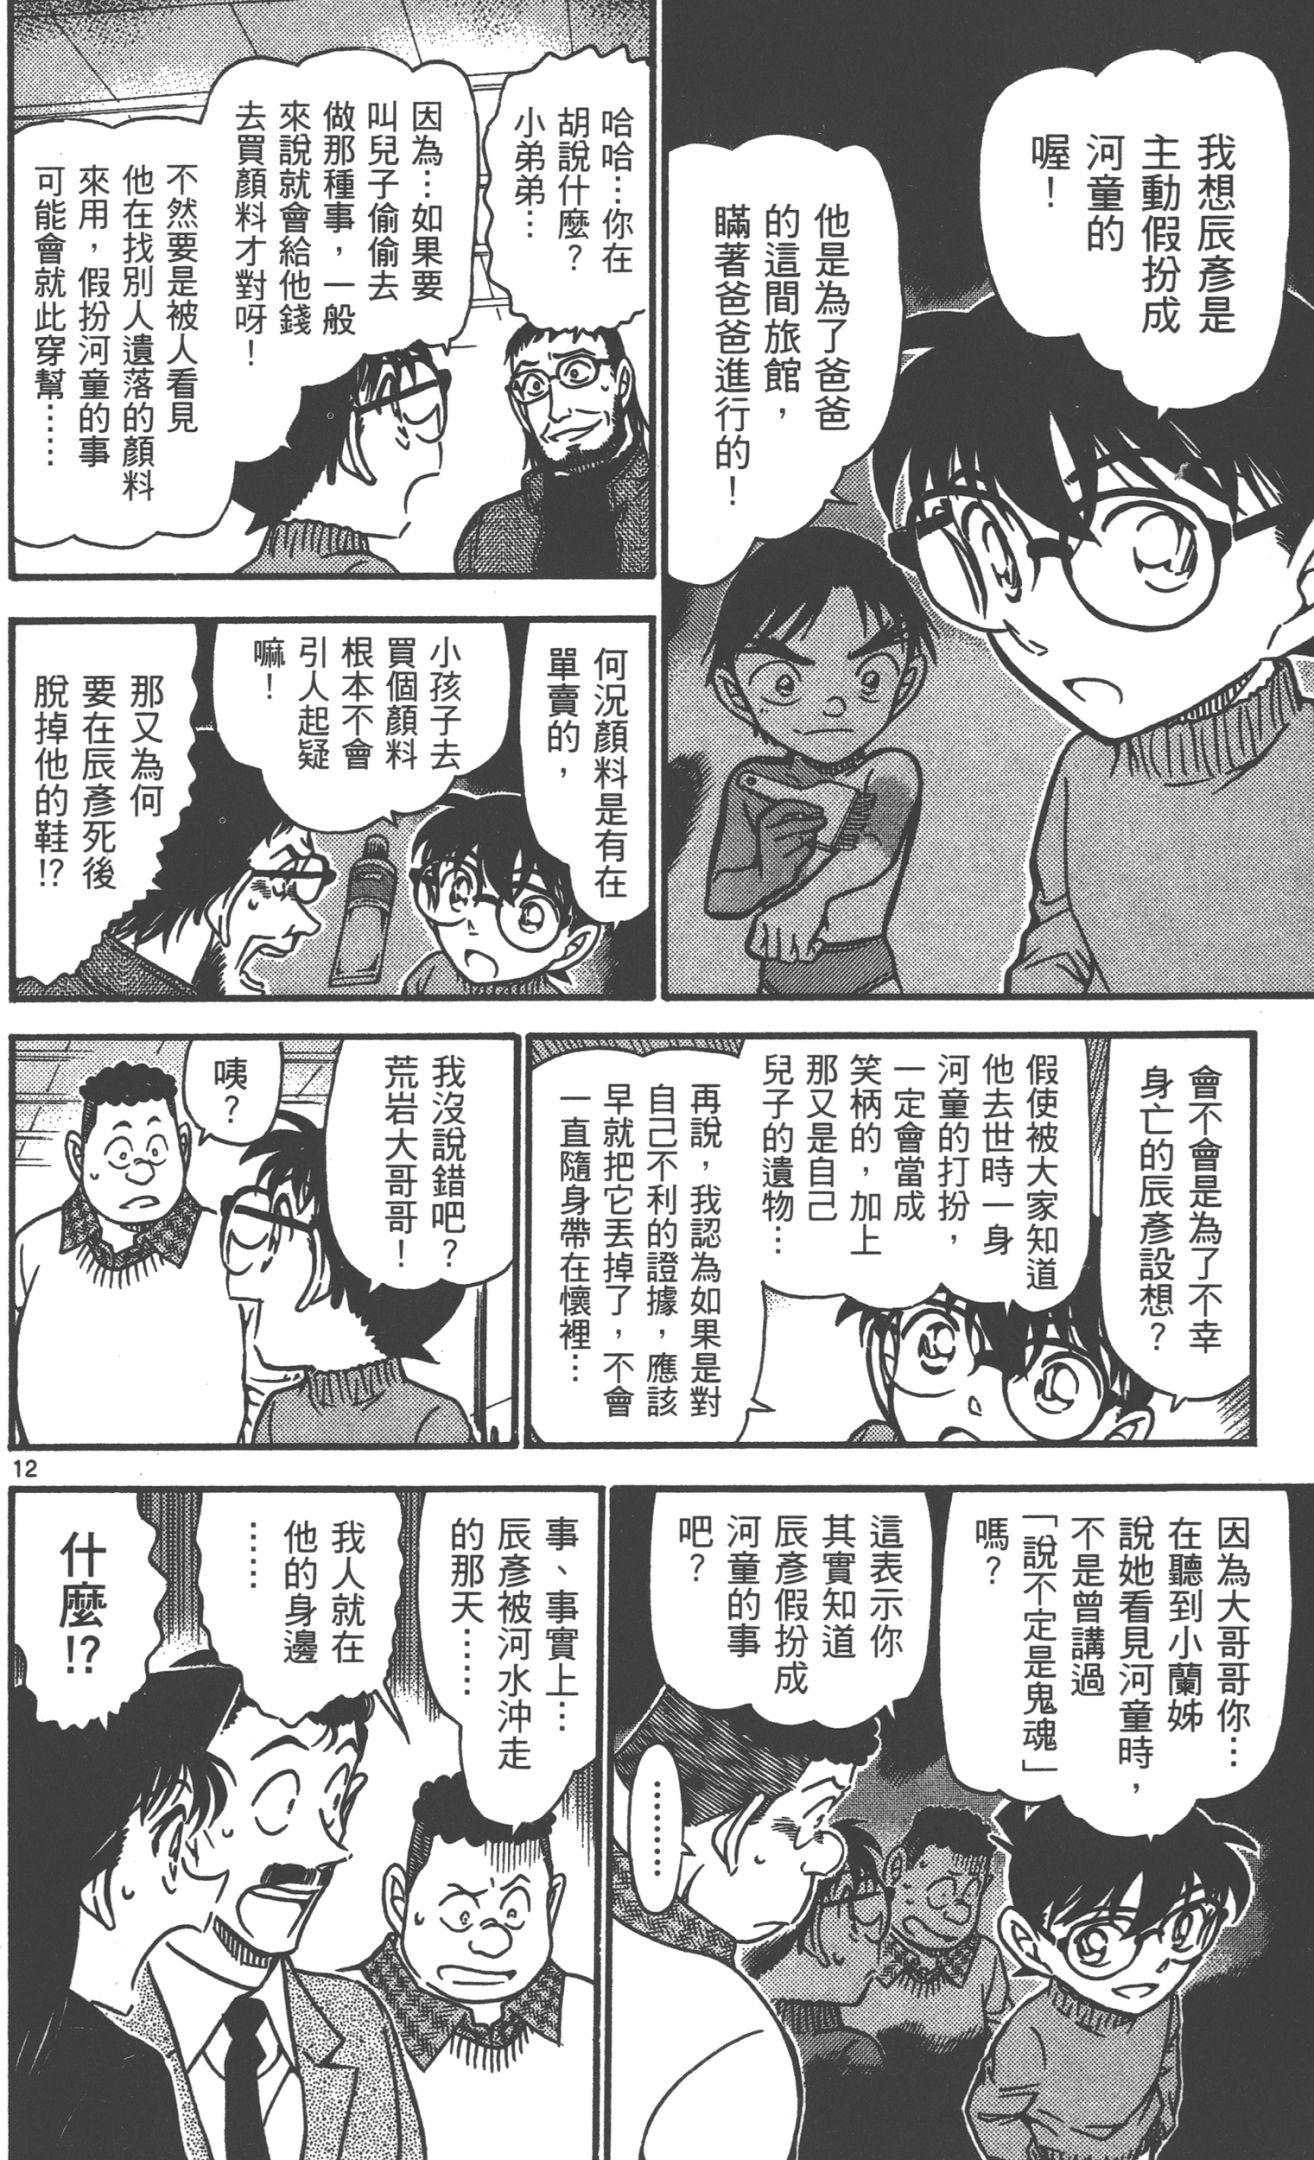 我想辰彥是
主動假扮成
河童的
喔！
他是為了爸爸
的這間旅館，
瞞著爸爸進行的！
哈哈…你在
胡說什麼？
小弟弟…
因為…如果要
叫兒子偷偷去
做那種事，一般
來說就會給他錢
去買顏料才對呀！
不然要是被人看見
他在找別人遺落的顏料
來用，假扮河童的事
可能會就此穿幫……
何況顏料是有在
單賣的，
小孩子去
買個顏料
根本不會
引人起疑
嘛！
那又為何
要在辰彥死後
脫掉他的鞋!?
會不會是為了不幸
身亡的辰彥設想？
假使被大家知道
他去世時一身
河童的打扮，
一定會當成
笑柄的，加上
那又是自己
兒子的遺物…
再說，我認為如果是對
自己不利的證據，應該
早就把它丟掉了，不會
一直隨身帶在懷裡…
我沒說錯吧？
荒岩大哥哥！
咦？
12
因為大哥哥你…
在聽到小蘭姊
說她看見河童時，
不是曾講過
「說不定是鬼魂」
嗎？
這表示你
其實知道
辰彥假扮成
河童的事
吧？
………
事、事實上…
辰彥被河水沖走
的那天……
我人就在
他的身邊
……
什麼!?